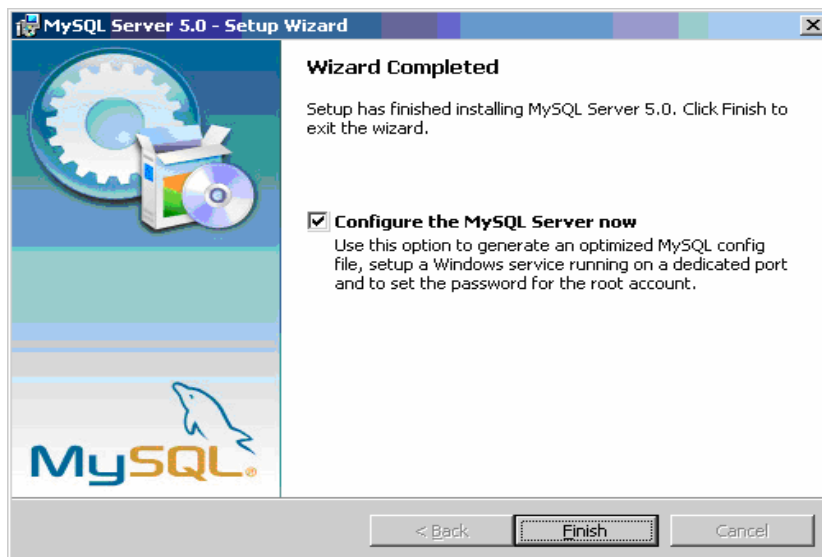 MySQL Server 5.0 - Setup Wizard
Wizard Completed
Setup has finished installing MySQL Server 5.0. Click Finish to
exit the wizard.
Configure the MySQL Server now
Use this option to generate an optimized MySQL config
file, setup a Windows service running on a dedicated port
and to set the password for the root account.
MySQL®
< Back
Finish
Cancel